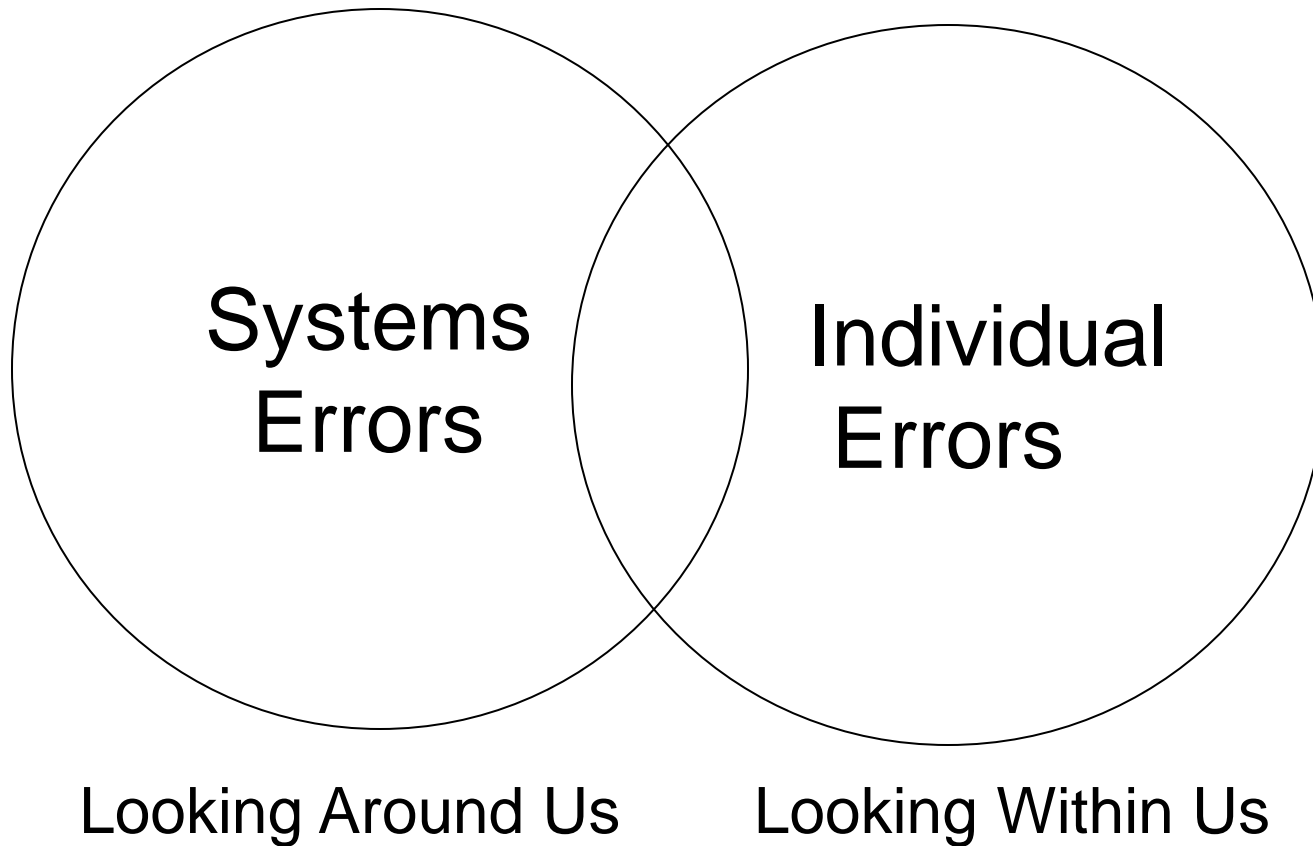 Systems
Errors
Individual
Errors
Looking Around Us
Looking Within Us